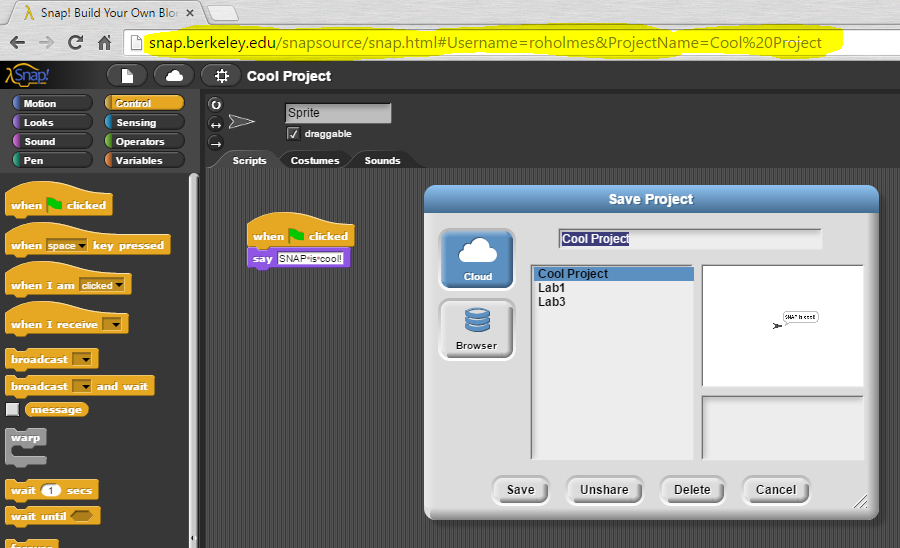 Snap! Build Your Own Blo
snap.berkeley.edu/snapsource/snap.html#Username=roholmes&ProjectName=Cool%20Project
Snap!
Cool Project
Motion
Control
Looks
Sensing
Sound
Operators
Pen
Variables
Sprite
draggable
Scripts
Costumes
Sounds
when clicked
when space key pressed
when I am clicked
when I receive
broadcast
broadcast and wait
message
warp
wait 1 secs
wait until
forever
when clicked
say SNAP is cool!
Save Project
Cool Project
Cloud
Browser
Cool Project
Lab1
Lab3
SNAP is cool!
Save
Unshare
Delete
Cancel